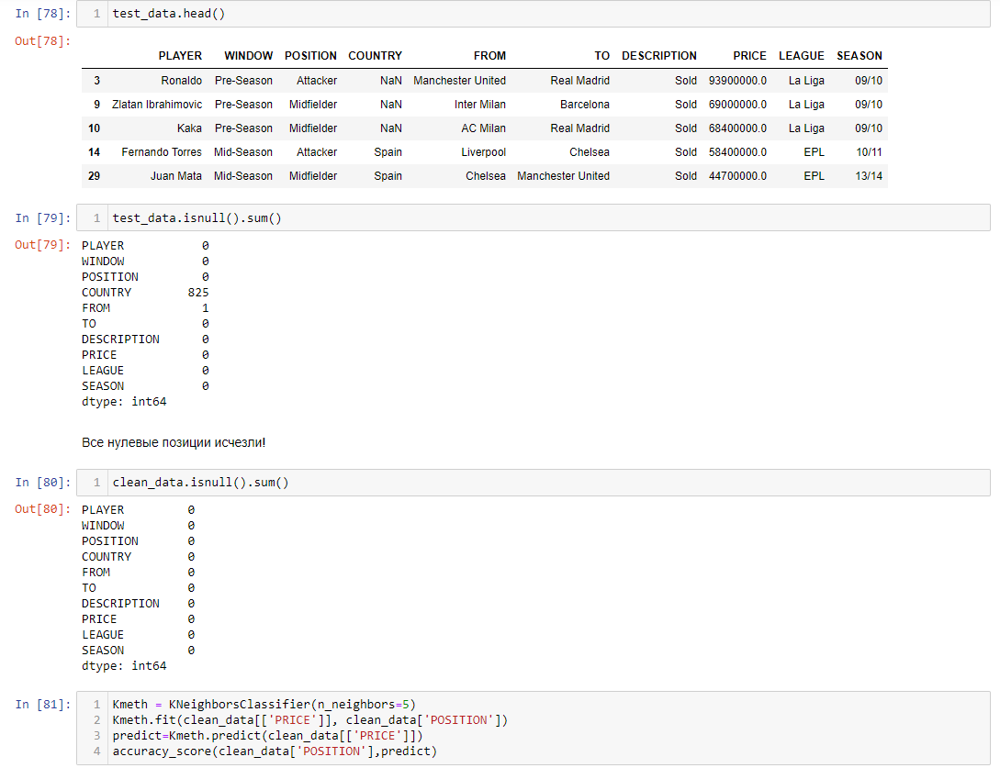 In [78]: 1 test_data.head()
Out[78]:
PLAYER WINDOW POSITION COUNTRY FROM TO DESCRIPTION PRICE LEAGUE SEASON
3 Ronaldo Pre-Season Attacker NaN Manchester United Real Madrid Sold 93900000.0 La Liga 09/10
9 Zlatan Ibrahimovic Pre-Season Midfielder NaN Inter Milan Barcelona Sold 69000000.0 La Liga 09/10
10 Kaka Pre-Season Midfielder NaN AC Milan Real Madrid Sold 68400000.0 La Liga 09/10
14 Fernando Torres Mid-Season Attacker Spain Liverpool Chelsea Sold 58400000.0 EPL 10/11
29 Juan Mata Mid-Season Midfielder Spain Chelsea Manchester United Sold 44700000.0 EPL 13/14
In [79]: 1 test_data.isnull().sum()
Out[79]: PLAYER 0
WINDOW 0
POSITION 0
COUNTRY 825
FROM 1
TO 0
DESCRIPTION 0
PRICE 0
LEAGUE 0
SEASON 0
dtype: int64
Все нулевые позиции исчезли!
In [80]: 1 clean_data.isnull().sum()
Out[80]: PLAYER 0
WINDOW 0
POSITION 0
COUNTRY 0
FROM 0
TO 0
DESCRIPTION 0
PRICE 0
LEAGUE 0
SEASON 0
dtype: int64
In [81]: 1 Kmeth = KNeighborsClassifier(n_neighbors=5)
2 Kmeth.fit(clean_data[['PRICE']], clean_data['POSITION'])
3 predict=Kmeth.predict(clean_data[['PRICE']])
4 accuracy_score(clean_data['POSITION'],predict)